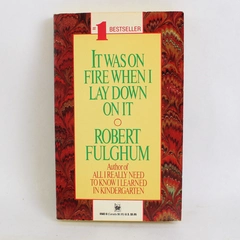 #1 BESTSELLER
IT WAS ON
FIRE WHEN I
LAY DOWN
ON IT
ROBERT
FULGHUM
Author of
ALL I REALLY NEED
TO KNOW I LEARNED
IN KINDERGARTEN